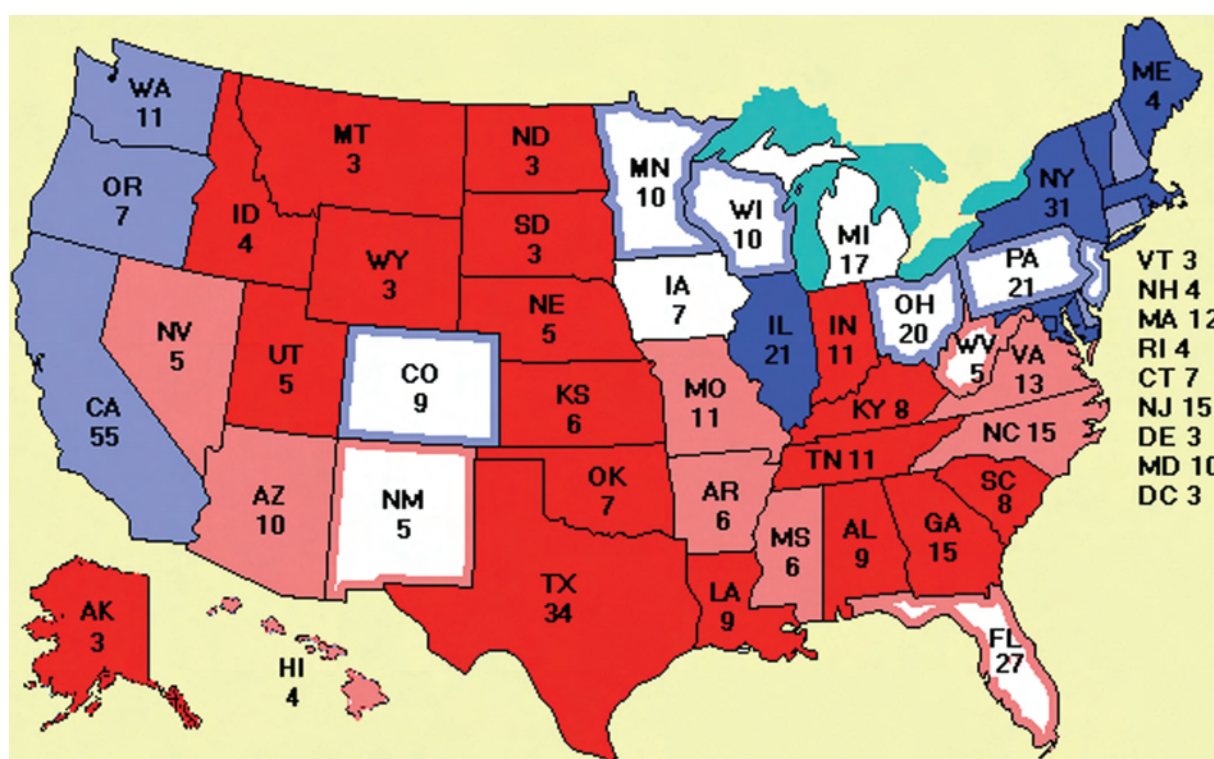 WA
11
OR
7
CA
55
NV
5
ID
4
MT
3
WY
3
UT
5
AZ
10
CO
9
NM
5
ND
3
SD
3
NE
5
KS
6
OK
7
TX
34
MN
10
IA
7
MO
11
AR
6
LA
9
WI
10
IL
21
MI
17
IN
11
OH
20
KY 8
TN 11
MS
6
AL
9
GA
15
FL
27
SC
8
NC 15
VA
13
WV
5
PA
21
NY
31
ME
4
VT 3
NH 4
MA 12
RI 4
CT 7
NJ 15
DE 3
MD 10
DC 3
AK
3
HI
4